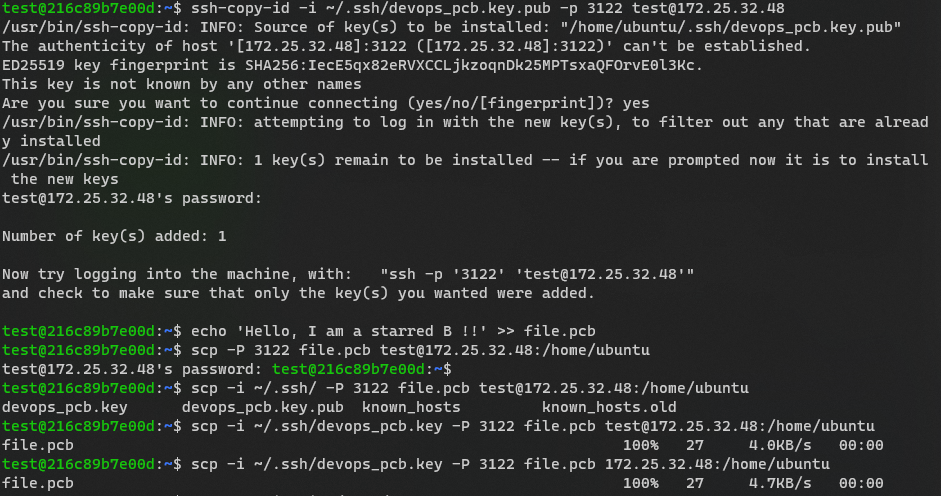 test@216c89b7e00d:~$ ssh-copy-id -i ~/.ssh/devops_pcb.key.pub -p 3122 test@172.25.32.48
/usr/bin/ssh-copy-id: INFO: Source of key(s) to be installed: "/home/ubuntu/.ssh/devops_pcb.key.pub"
The authenticity of host '[172.25.32.48]:3122 ([172.25.32.48]:3122)' can't be established.
ED25519 key fingerprint is SHA256:IecE5qx82eRVXCCLjkzoqnDk25MPTsxaQFOrvE0l3Kc.
This key is not known by any other names
Are you sure you want to continue connecting (yes/no/[fingerprint])? yes
/usr/bin/ssh-copy-id: INFO: attempting to log in with the new key(s), to filter out any that are alread
y installed
/usr/bin/ssh-copy-id: INFO: 1 key(s) remain to be installed -- if you are prompted now it is to install
 the new keys
test@172.25.32.48's password:
Number of key(s) added: 1
Now try logging into the machine, with:   "ssh -p '3122' 'test@172.25.32.48'"
and check to make sure that only the key(s) you wanted were added.
test@216c89b7e00d:~$ echo 'Hello, I am a starred B !!' >> file.pcb
test@216c89b7e00d:~$ scp -P 3122 file.pcb test@172.25.32.48:/home/ubuntu
test@172.25.32.48's password: test@216c89b7e00d:~$
test@216c89b7e00d:~$ scp -i ~/.ssh/ -P 3122 file.pcb test@172.25.32.48:/home/ubuntu
devops_pcb.key      devops_pcb.key.pub  known_hosts         known_hosts.old
test@216c89b7e00d:~$ scp -i ~/.ssh/devops_pcb.key -P 3122 file.pcb test@172.25.32.48:/home/ubuntu
file.pcb                                                             100%   27     4.0KB/s   00:00
test@216c89b7e00d:~$ scp -i ~/.ssh/devops_pcb.key -P 3122 file.pcb 172.25.32.48:/home/ubuntu
file.pcb                                                             100%   27     4.7KB/s   00:00